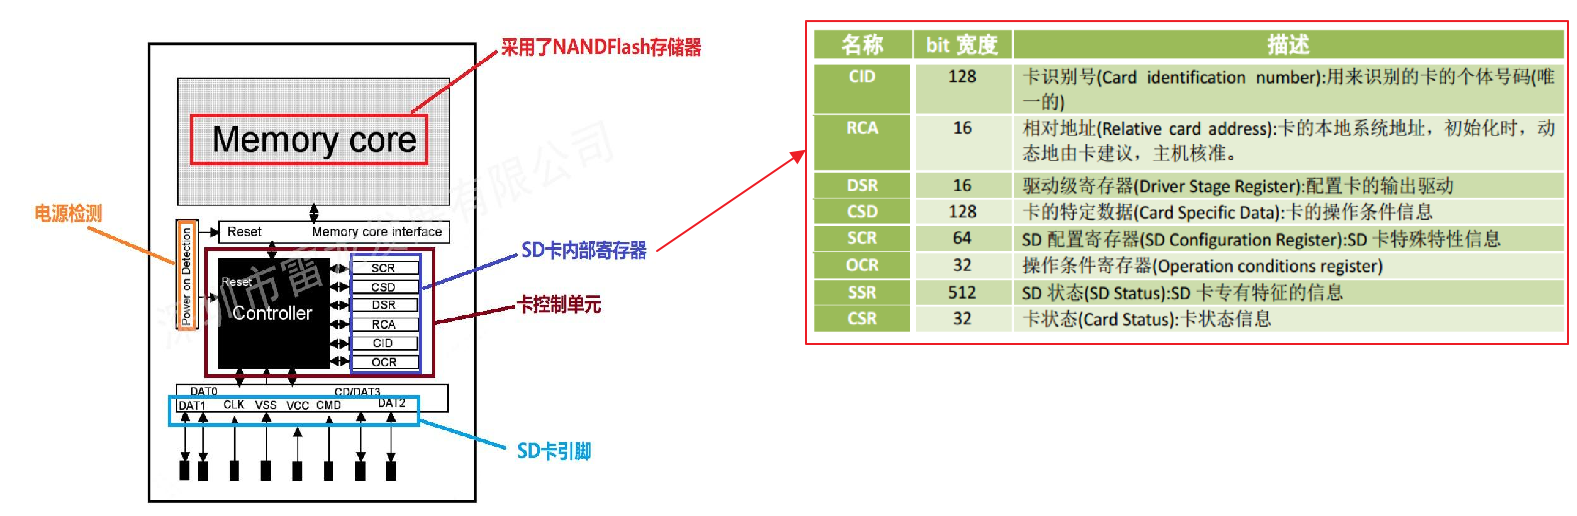 采用了NANDFlash存储器
Memory core
电源检测
Reset
Memory core interface
Power on Detection
SD卡内部寄存器
Reset
Controller
SCR
CSD
DSR
RCA
CID
OCR
卡控制单元
DAT0
CD/DAT3
DAT1 CLK VSS VCC CMD DAT2
SD卡引脚
深圳市雷
发
有限公司
名称 bit 宽度 描述
CID 128 卡识别号(Card identification number):用来识别的卡的个体号码(唯
一的)
RCA 16 相对地址(Relative card address):卡的本地系统地址，初始化时，动
态地由卡建议，主机核准。
DSR 16 驱动级寄存器(Driver Stage Register):配置卡的输出驱动
CSD 128 卡的特定数据(Card Specific Data):卡的操作条件信息
SCR 64 SD 配置寄存器(SD Configuration Register):SD 卡特殊特性信息
OCR 32 操作条件寄存器(Operation conditions register)
SSR 512 SD 状态(SD Status):SD 卡专有特征的信息
CSR 32 卡状态(Card Status):卡状态信息